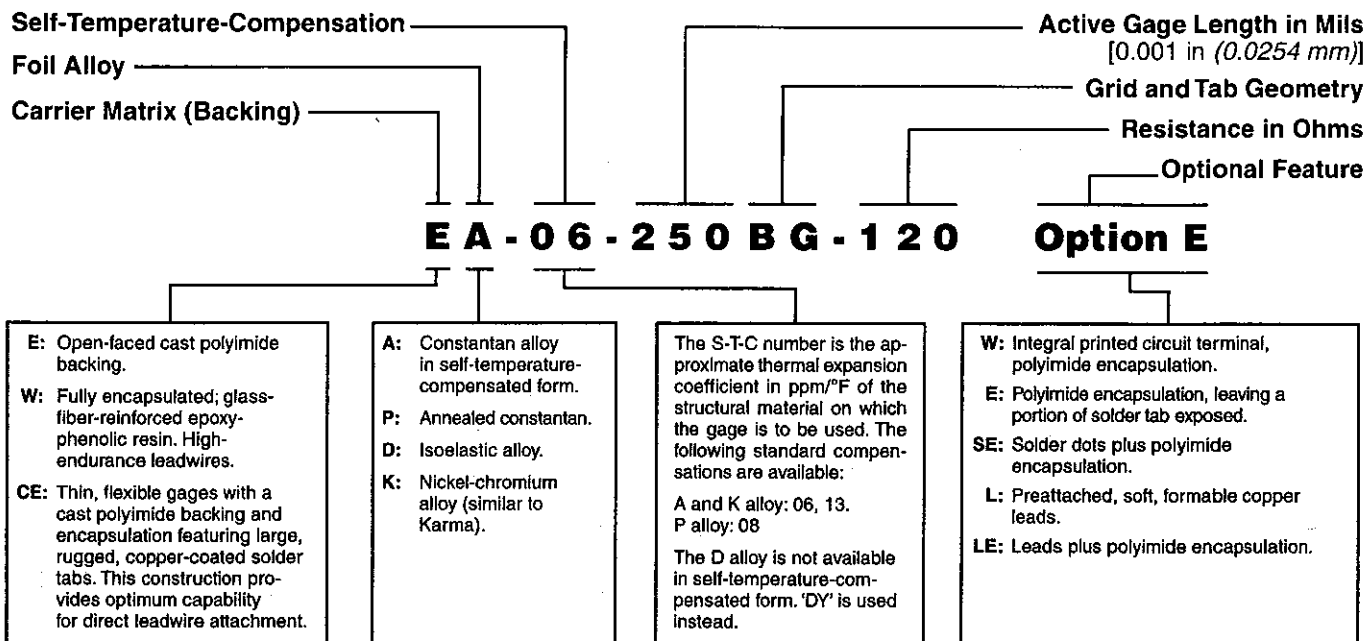 Self-Temperature-Compensation
Foil Alloy
Carrier Matrix (Backing)
Active Gage Length in Mils
[0.001 in (0.0254 mm)]
Grid and Tab Geometry
Resistance in Ohms
Optional Feature
E A - 0 6 - 2 5 0 B G - 1 2 0 Option E
E: Open-faced cast polyimide
backing.
W: Fully encapsulated; glass-
fiber-reinforced epoxy-
phenolic resin. High-
endurance leadwires.
CE: Thin, flexible gages with a
cast polyimide backing and
encapsulation featuring large,
rugged, copper-coated solder
tabs. This construction pro-
vides optimum capability
for direct leadwire attachment.
A: Constantan alloy
in self-temperature-
compensated form.
P: Annealed constantan.
D: Isoelastic alloy.
K: Nickel-chromium
alloy (similar to
Karma).
The S-T-C number is the ap-
proximate thermal expansion
coefficient in ppm/°F of the
structural material on which
the gage is to be used. The
following standard compen-
sations are available:
A and K alloy: 06, 13.
P alloy: 08
The D alloy is not available
in self-temperature-com-
pensated form. 'DY' is used
instead.
W: Integral printed circuit terminal,
polyimide encapsulation.
E: Polyimide encapsulation, leaving a
portion of solder tab exposed.
SE: Solder dots plus polyimide
encapsulation.
L: Preattached, soft, formable copper
leads.
LE: Leads plus polyimide encapsulation.